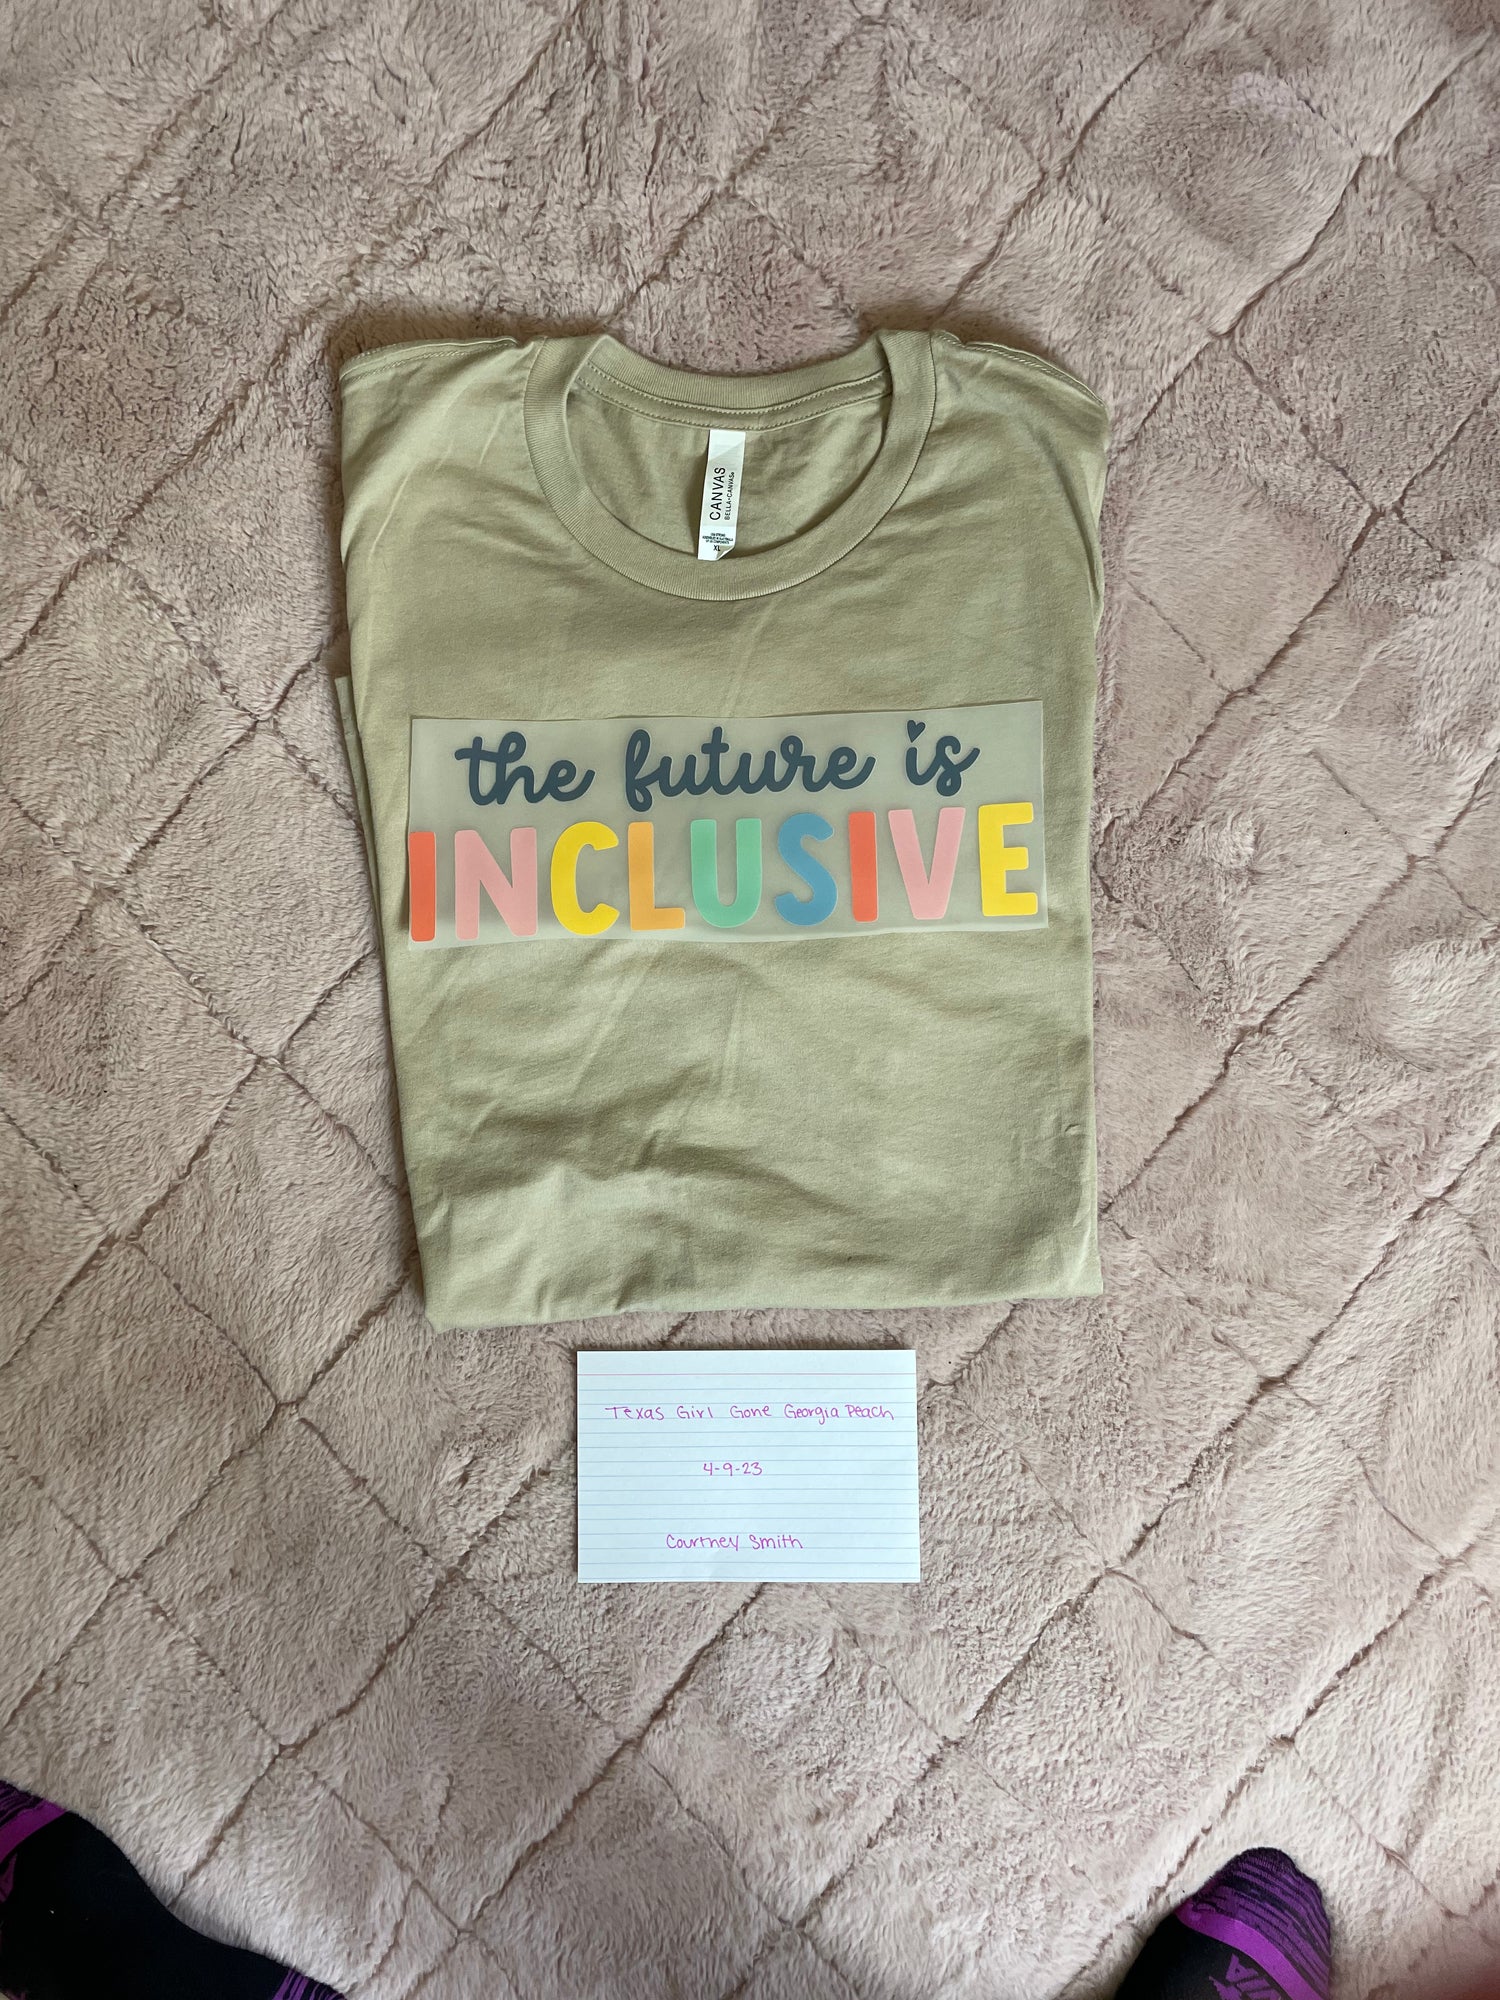 CANVAS
BELLA+CANVAS®
XL
the future is
INCLUSIVE
Texas Girl Gone Georgia Peach
4-9-23
Courtney Smith